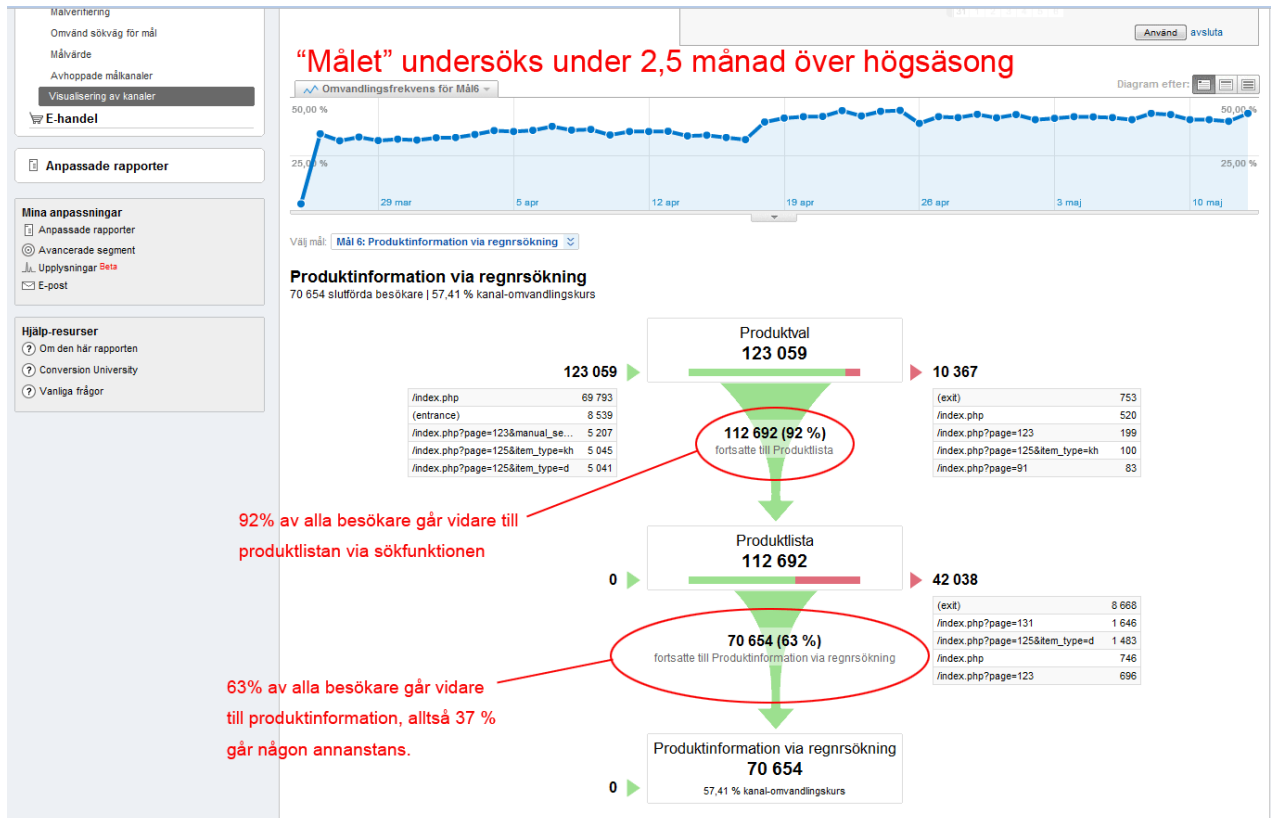 Målverifiering
Omvänd sökväg för mål
Målvärde
Avhoppade målkanaler
Visualisering av kanaler
E-handel
Anpassade rapporter
Mina anpassningar
Anpassade rapporter
Avancerade segment
Upplysningar Beta
E-post
Hjälp-resurser
Om den här rapporten
Conversion University
Vanliga frågor
Använd avsluta
“Målet” undersöks under 2,5 månad över högsäsong
Omvandlingsfrekvens för Mål6
Diagram efter:
50,00 % 50,00 %
25,00 % 25,00 %
29 mar 5 apr 12 apr 19 apr 26 apr 3 maj 10 maj
Välj mål: Mål 6: Produktinformation via regnrsökning
Produktinformation via regnrsökning
70 654 slutförda besökare | 57,41 % kanal-omvandlingskurs
Produktval
123 059
123 059
/index.php 69 793
(entrance) 8 539
/index.php?page=123&manual_se... 5 207
/index.php?page=125&item_type=kh 5 045
/index.php?page=125&item_type=d 5 041
10 367
(exit) 753
/index.php 520
/index.php?page=123 199
/index.php?page=125&item_type=kh 100
/index.php?page=91 83
112 692 (92 %)
fortsatte till Produktlista
92% av alla besökare går vidare till
produktlistan via sökfunktionen
Produktlista
112 692
0
42 038
(exit) 8 668
/index.php?page=131 1 646
/index.php?page=125&item_type=d 1 483
/index.php 746
/index.php?page=123 696
70 654 (63 %)
fortsatte till Produktinformation via regnrsökning
63% av alla besökare går vidare
till produktinformation, alltså 37 %
går någon annanstans.
Produktinformation via regnrsökning
70 654
0
57,41 % kanal-omvandlingskurs